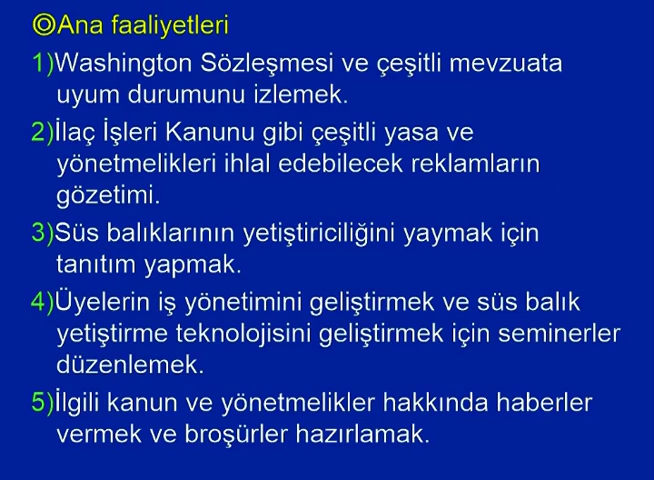 ◎Ana faaliyetleri
1)Washington Sözleşmesi ve çeşitli mevzuata
uyum durumunu izlemek.
2)İlaç İşleri Kanunu gibi çeşitli yasa ve
yönetmelikleri ihlal edebilecek reklamların
gözetimi.
3)Süs balıklarının yetiştiriciliğini yaymak için
tanıtım yapmak.
4)Üyelerin iş yönetimini geliştirmek ve süs balık
yetiştirme teknolojisini geliştirmek için seminerler
düzenlemek.
5)İlgili kanun ve yönetmelikler hakkında haberler
vermek ve broşürler hazırlamak.